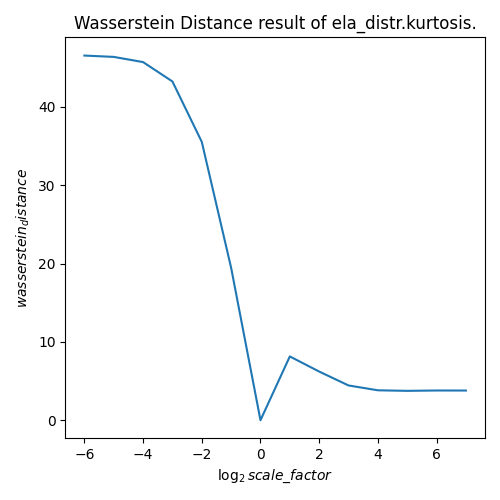 Wasserstein Distance result of ela_distr.kurtosis.
wasserstein_distance
40
30
20
10
0
−6 −4 −2 0 2 4 6
log₂ scale_factor